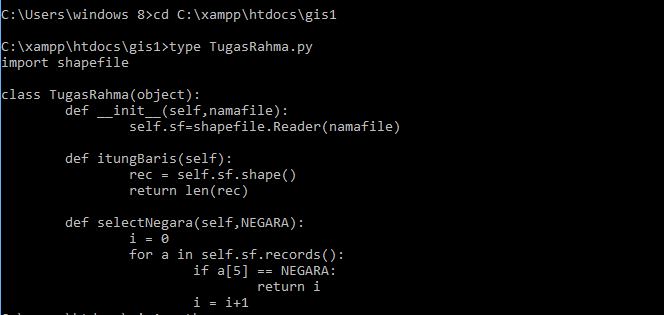 C:\Users\windows 8>cd C:\xampp\htdocs\gis1

C:\xampp\htdocs\gis1>type TugasRahma.py
import shapefile

class TugasRahma(object):
        def __init__(self,namafile):
                self.sf=shapefile.Reader(namafile)

        def itungBaris(self):
                rec = self.sf.shape()
                return len(rec)

        def selectNegara(self,NEGARA):
                i = 0
                for a in self.sf.records():
                        if a[5] == NEGARA:
                                return i
                        i = i+1